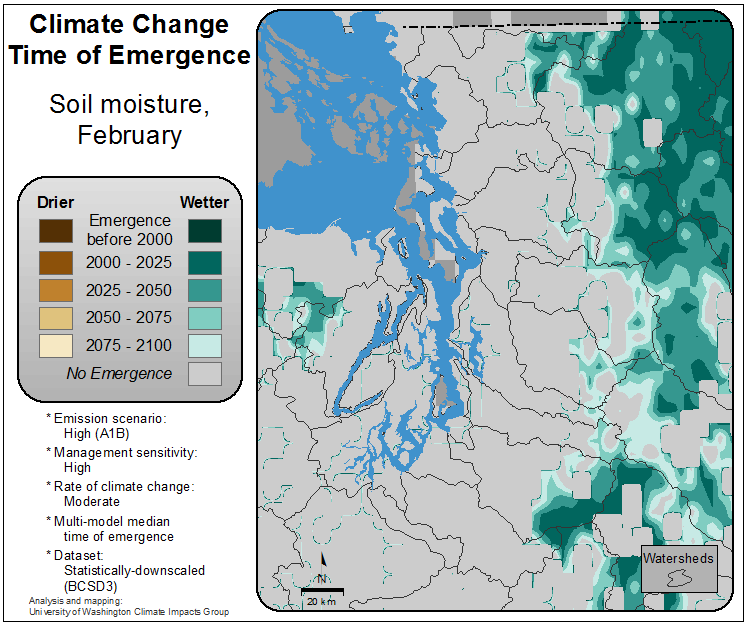 Climate Change
Time of Emergence
Soil moisture,
February
Drier Wetter
Emergence
before 2000
2000 - 2025
2025 - 2050
2050 - 2075
2075 - 2100
No Emergence
* Emission scenario:
High (A1B)
* Management sensitivity:
High
* Rate of climate change:
Moderate
* Multi-model median
time of emergence
* Dataset:
Statistically-downscaled
(BCSD3)
Analysis and mapping:
University of Washington Climate Impacts Group
N
20 km
Watersheds